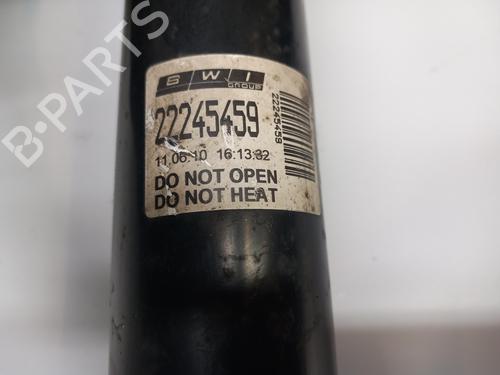 B-PARTS
BWI
GROUP
22245459
11.06.10 16:13:32
DO NOT OPEN
DO NOT HEAT
22245459